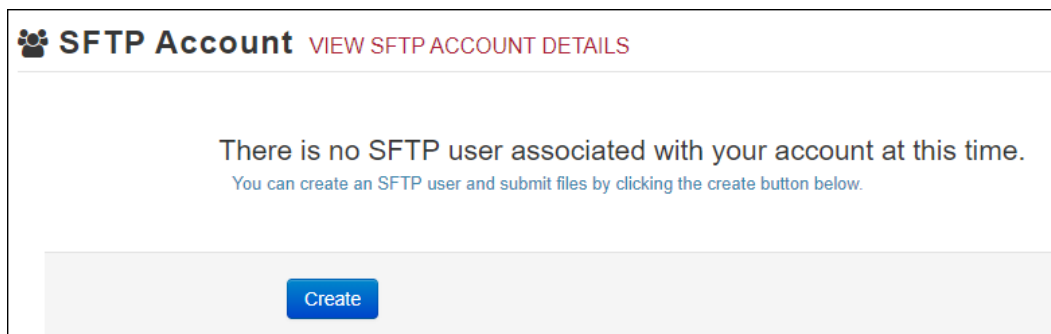 SFTP Account VIEW SFTP ACCOUNT DETAILS
There is no SFTP user associated with your account at this time.
You can create an SFTP user and submit files by clicking the create button below.
Create